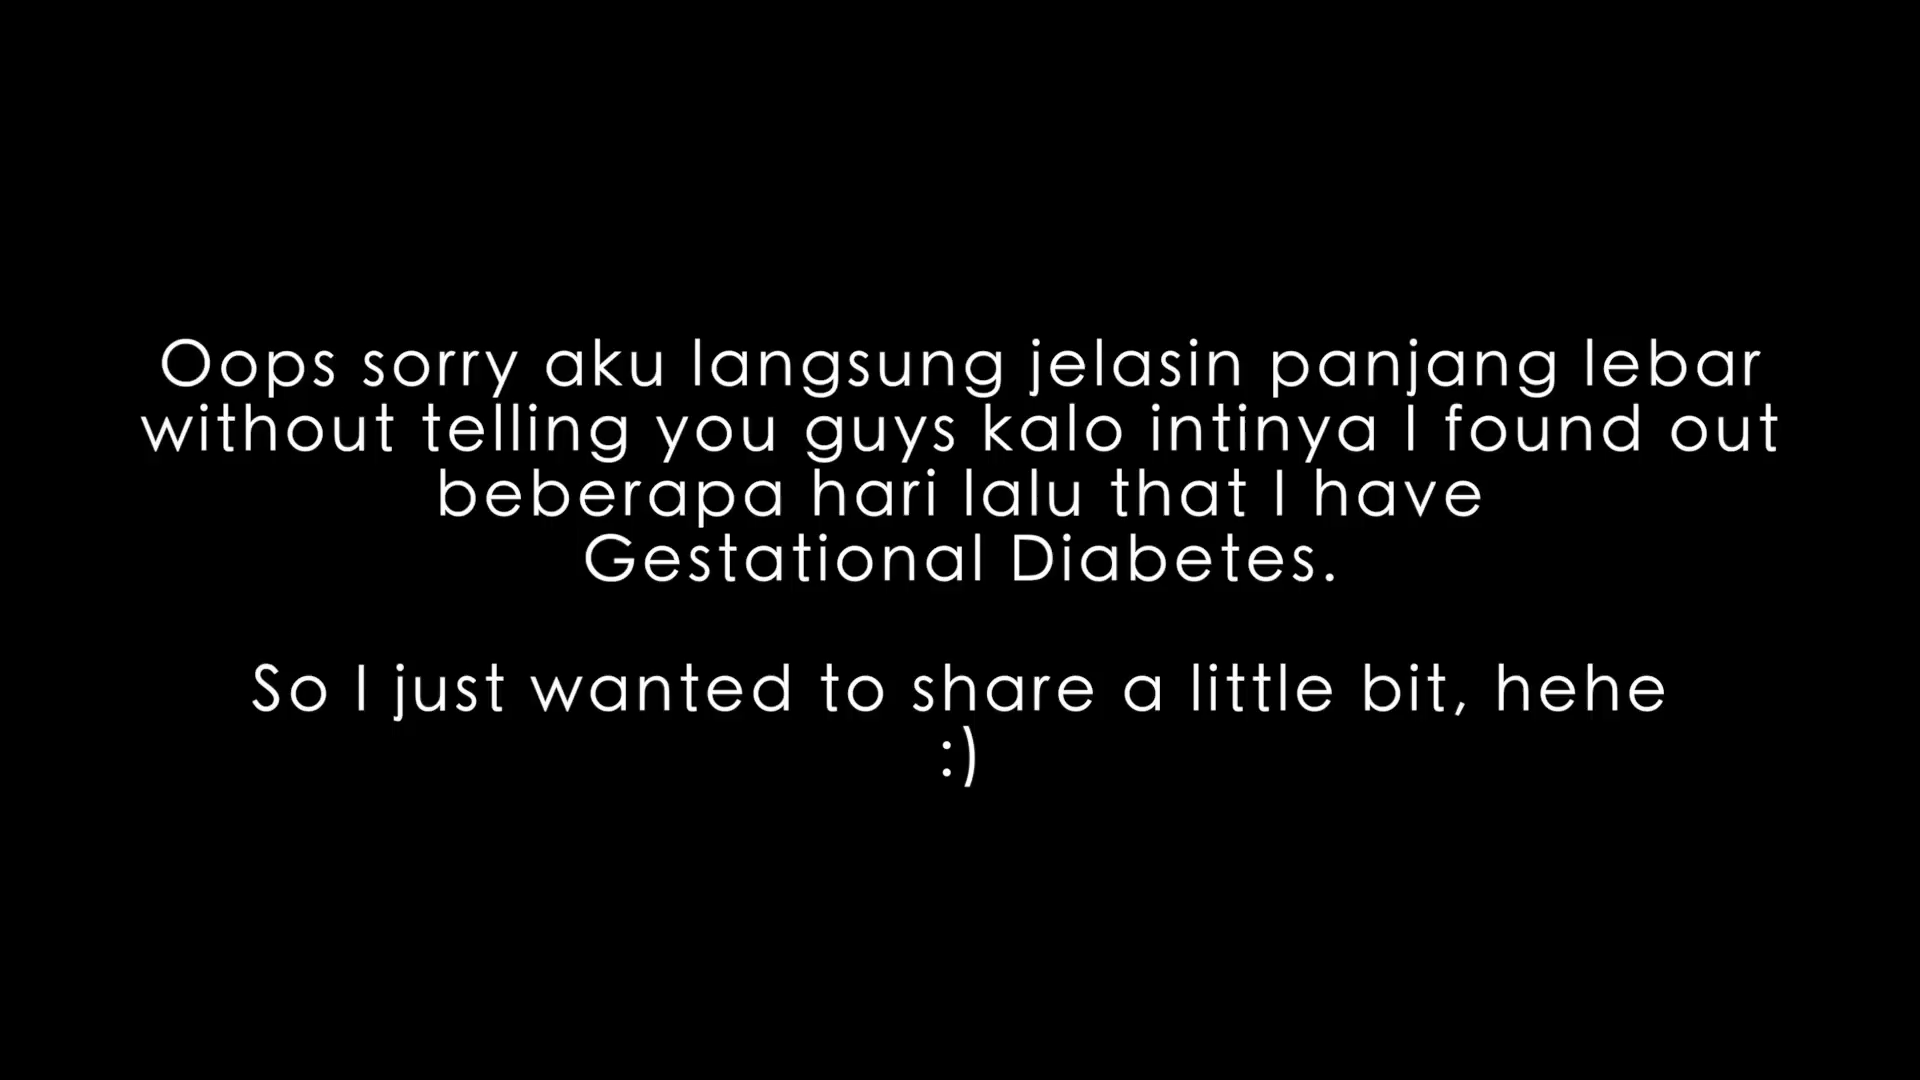 Oops sorry aku langsung jelasin panjang lebar
without telling you guys kalo intinya I found out
beberapa hari lalu that I have
Gestational Diabetes.
So I just wanted to share a little bit, hehe
:)